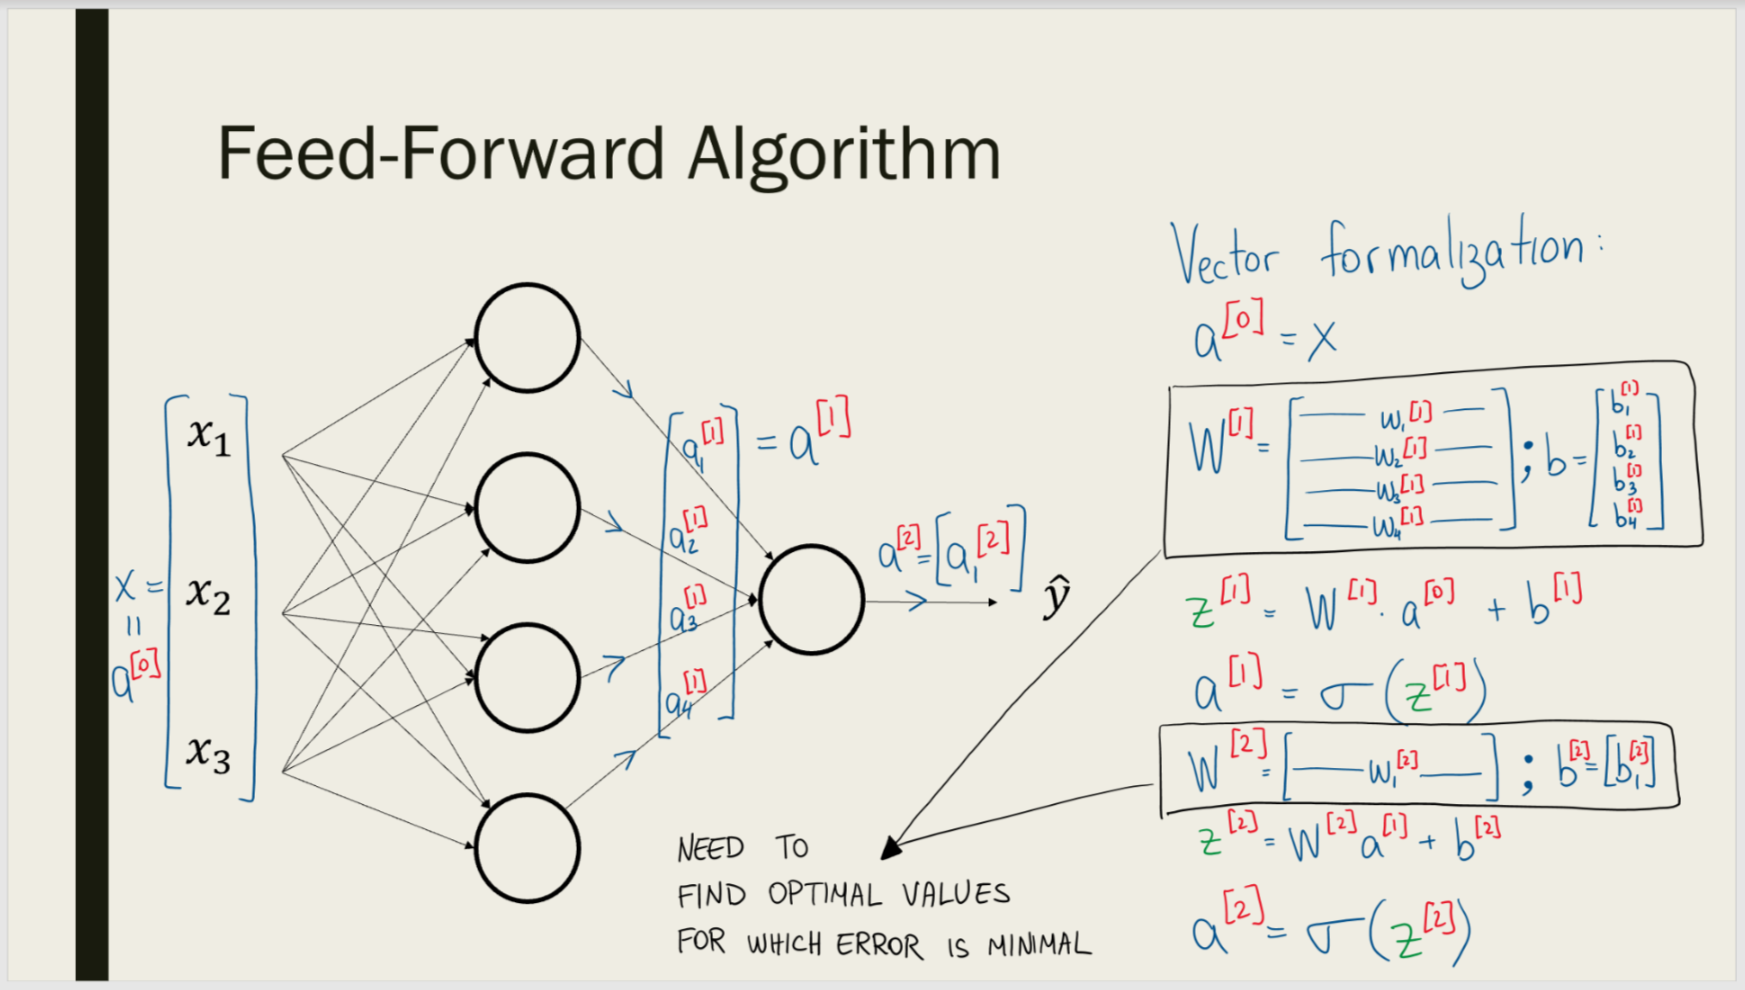 Feed-Forward Algorithm
x₁
x₂
x₃
x =
=
a^[0]
a₁^[1]
a₂^[1]
a₃^[1]
a₄^[1]
= a^[1]
a^[2] = [a₁^[2]]
ŷ
NEED TO
FIND OPTIMAL VALUES
FOR WHICH ERROR IS MINIMAL
Vector formalization:
a^[0] = x
W^[1] = [— w₁^[1] —
— w₂^[1] —
— w₃^[1] —
— w₄^[1] —] ; b = [b₁^[1]
b₂^[1]
b₃^[1]
b₄^[1]]
z^[1] = W^[1] · a^[0] + b^[1]
a^[1] = σ(z^[1])
W^[2] = [— w₁^[2] —] ; b^[2] = [b₁^[2]]
z^[2] = W^[2] a^[1] + b^[2]
a^[2] = σ(z^[2])